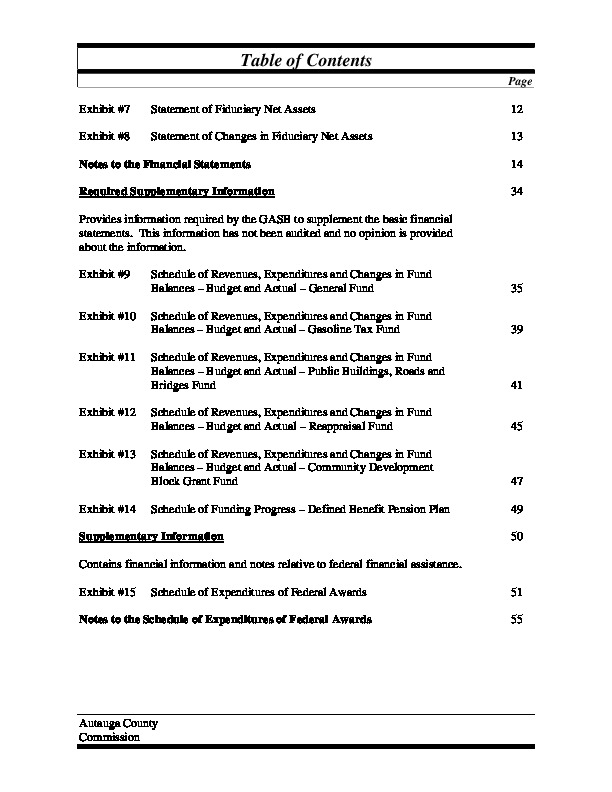 Table of Contents
Page
Exhibit #7 Statement of Fiduciary Net Assets 12
Exhibit #8 Statement of Changes in Fiduciary Net Assets 13
Notes to the Financial Statements 14
Required Supplementary Information 34
Provides information required by the GASB to supplement the basic financial
statements. This information has not been audited and no opinion is provided
about the information.
Exhibit #9 Schedule of Revenues, Expenditures and Changes in Fund
Balances – Budget and Actual – General Fund 35
Exhibit #10 Schedule of Revenues, Expenditures and Changes in Fund
Balances – Budget and Actual – Gasoline Tax Fund 39
Exhibit #11 Schedule of Revenues, Expenditures and Changes in Fund
Balances – Budget and Actual – Public Buildings, Roads and
Bridges Fund 41
Exhibit #12 Schedule of Revenues, Expenditures and Changes in Fund
Balances – Budget and Actual – Reappraisal Fund 45
Exhibit #13 Schedule of Revenues, Expenditures and Changes in Fund
Balances – Budget and Actual – Community Development
Block Grant Fund 47
Exhibit #14 Schedule of Funding Progress – Defined Benefit Pension Plan 49
Supplementary Information 50
Contains financial information and notes relative to federal financial assistance.
Exhibit #15 Schedule of Expenditures of Federal Awards 51
Notes to the Schedule of Expenditures of Federal Awards 55
Autauga County
Commission